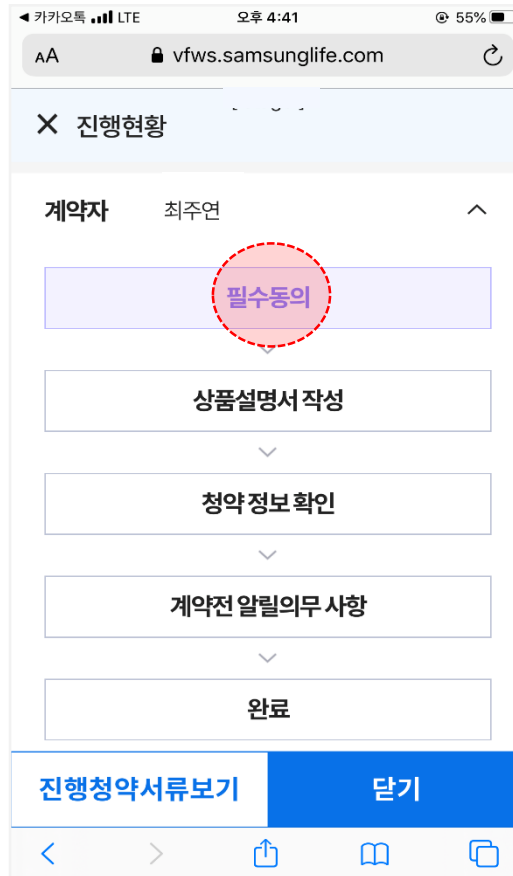 카카오톡 LTE 오후 4:41 55%
AA vfws.samsunglife.com
진행현황
계약자 최주연
필수동의
상품설명서 작성
청약 정보 확인
계약전 알릴의무 사항
완료
진행청약서류보기 닫기